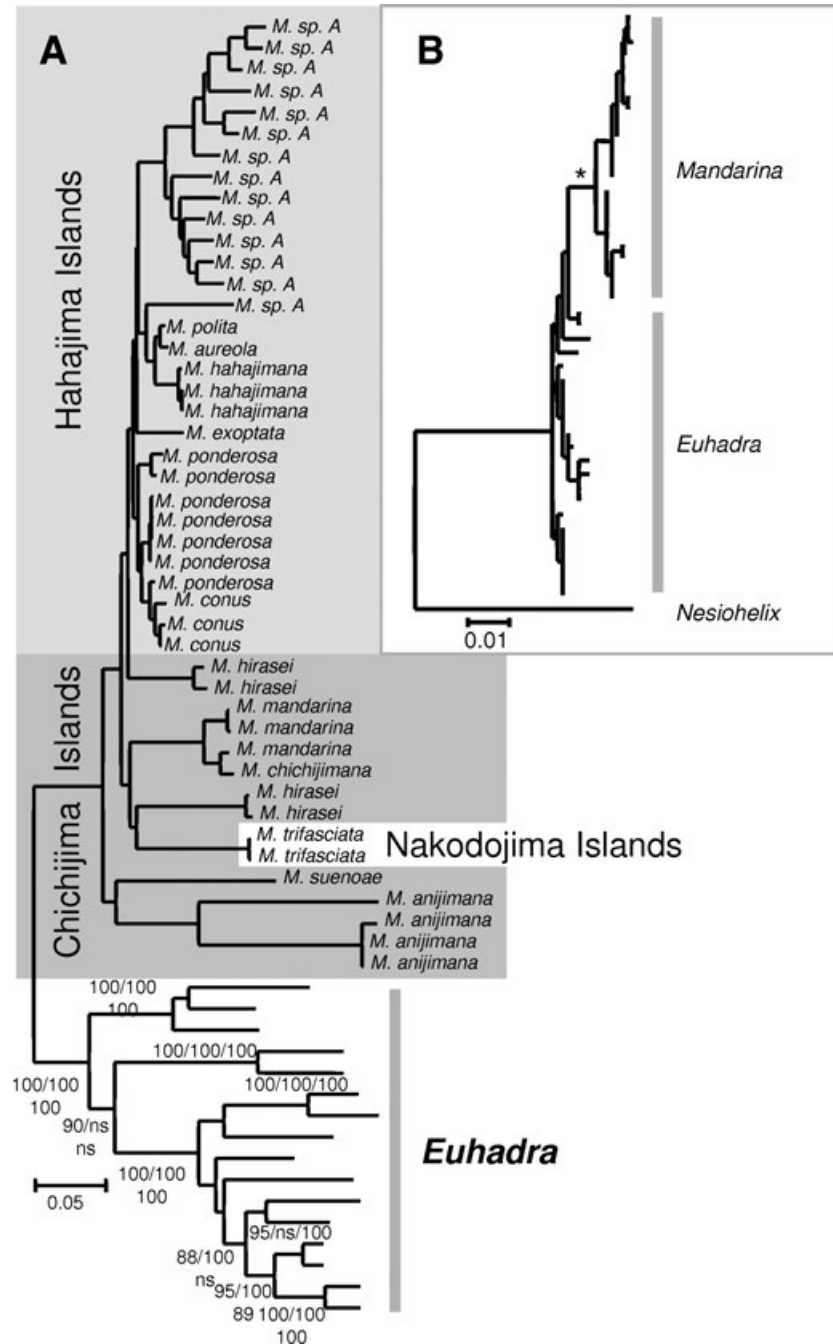 A
Hahajima Islands
M. sp. A
M. sp. A
M. sp. A
M. sp. A
M. sp. A
M. sp. A
M. sp. A
M. sp. A
M. sp. A
M. sp. A
M. sp. A
M. sp. A
M. sp. A
M. sp. A
M. polita
M. aureola
M. hahajimana
M. hahajimana
M. hahajimana
M. exoptata
M. ponderosa
M. ponderosa
M. ponderosa
M. ponderosa
M. ponderosa
M. ponderosa
M. ponderosa
M. conus
M. conus
M. conus
Chichijima Islands
M. hirasei
M. hirasei
M. mandarina
M. mandarina
M. mandarina
M. chichijimana
M. hirasei
M. hirasei
M. trifasciata
M. trifasciata
Nakodojima Islands
M. suenoae
M. anijimana
M. anijimana
M. anijimana
M. anijimana
100/100
100
100/100/100
100/100/100
100/100
100
90/ns
ns
100/100
100
95/ns/100
88/100
ns
95/100
89
100/100
100
0.05
Euhadra
B
*
Mandarina
Euhadra
Nesiohelix
0.01